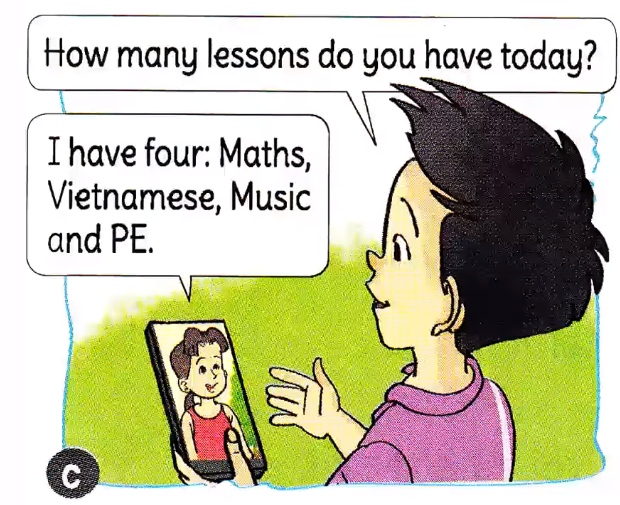 How many lessons do you have today?
I have four: Maths,
Vietnamese, Music
and PE.
C